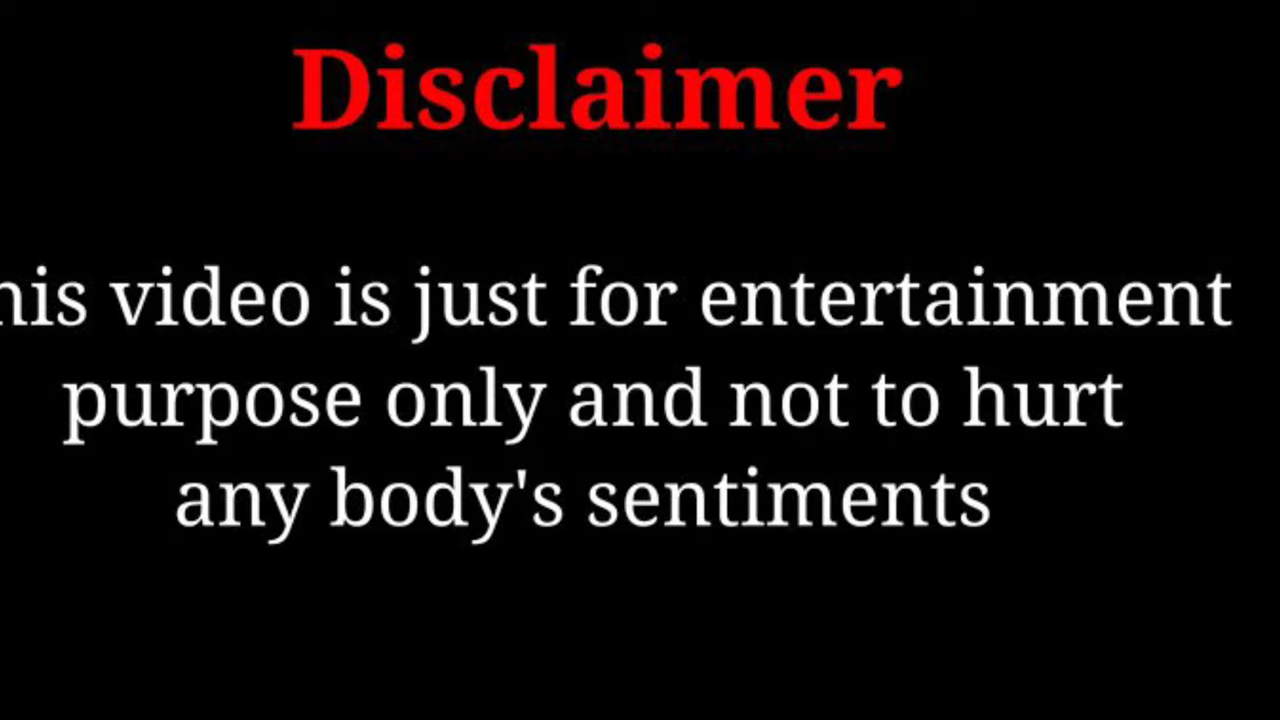 Disclaimer
his video is just for entertainment
purpose only and not to hurt
any body's sentiments